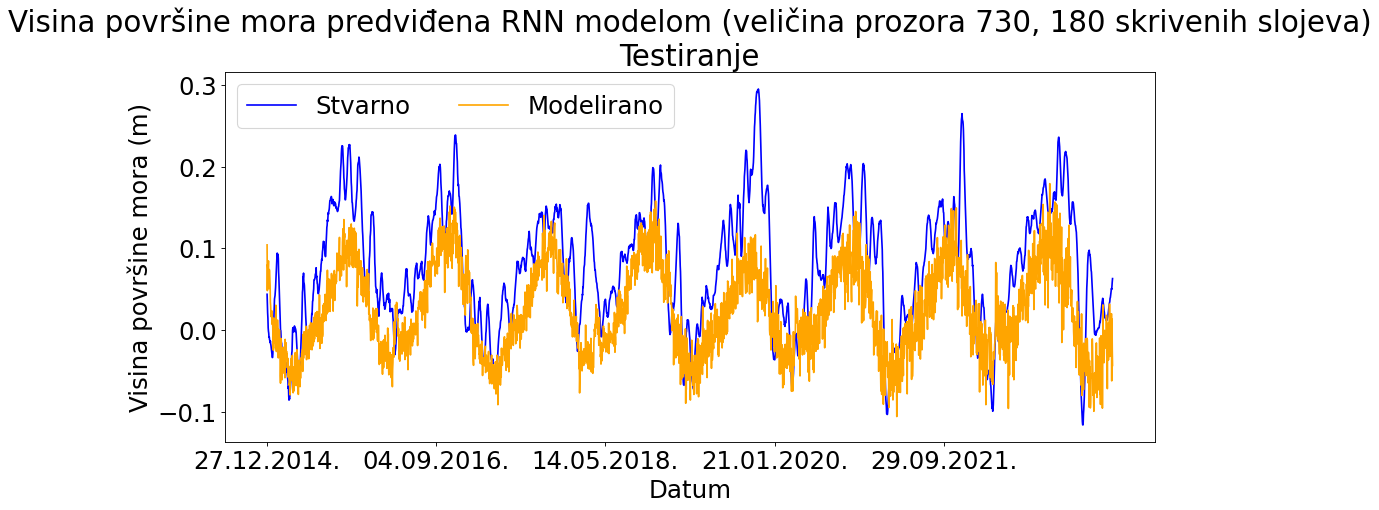 Visina površine mora predviđena RNN modelom (veličina prozora 730, 180 skrivenih slojeva)
Testiranje
Stvarno Modelirano
Visina površine mora (m)
0.3
0.2
0.1
0.0
−0.1
27.12.2014. 04.09.2016. 14.05.2018. 21.01.2020. 29.09.2021.
Datum